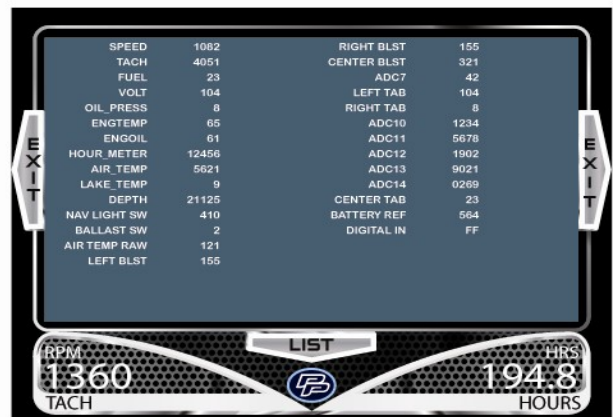 SPEED 1082
TACH 4051
FUEL 23
VOLT 104
OIL_PRESS 8
ENGTEMP 65
ENGOIL 61
HOUR_METER 12456
AIR_TEMP 5621
LAKE_TEMP 9
DEPTH 21125
NAV LIGHT SW 410
BALLAST SW 2
AIR TEMP RAW 121
LEFT BLST 155
RIGHT BLST 155
CENTER BLST 321
ADC7 42
LEFT TAB 104
RIGHT TAB 8
ADC10 1234
ADC11 5678
ADC12 1902
ADC13 9021
ADC14 0269
CENTER TAB 23
BATTERY REF 564
DIGITAL IN FF
EXIT
EXIT
LIST
RPM
1360
TACH
HRS
194.8
HOURS